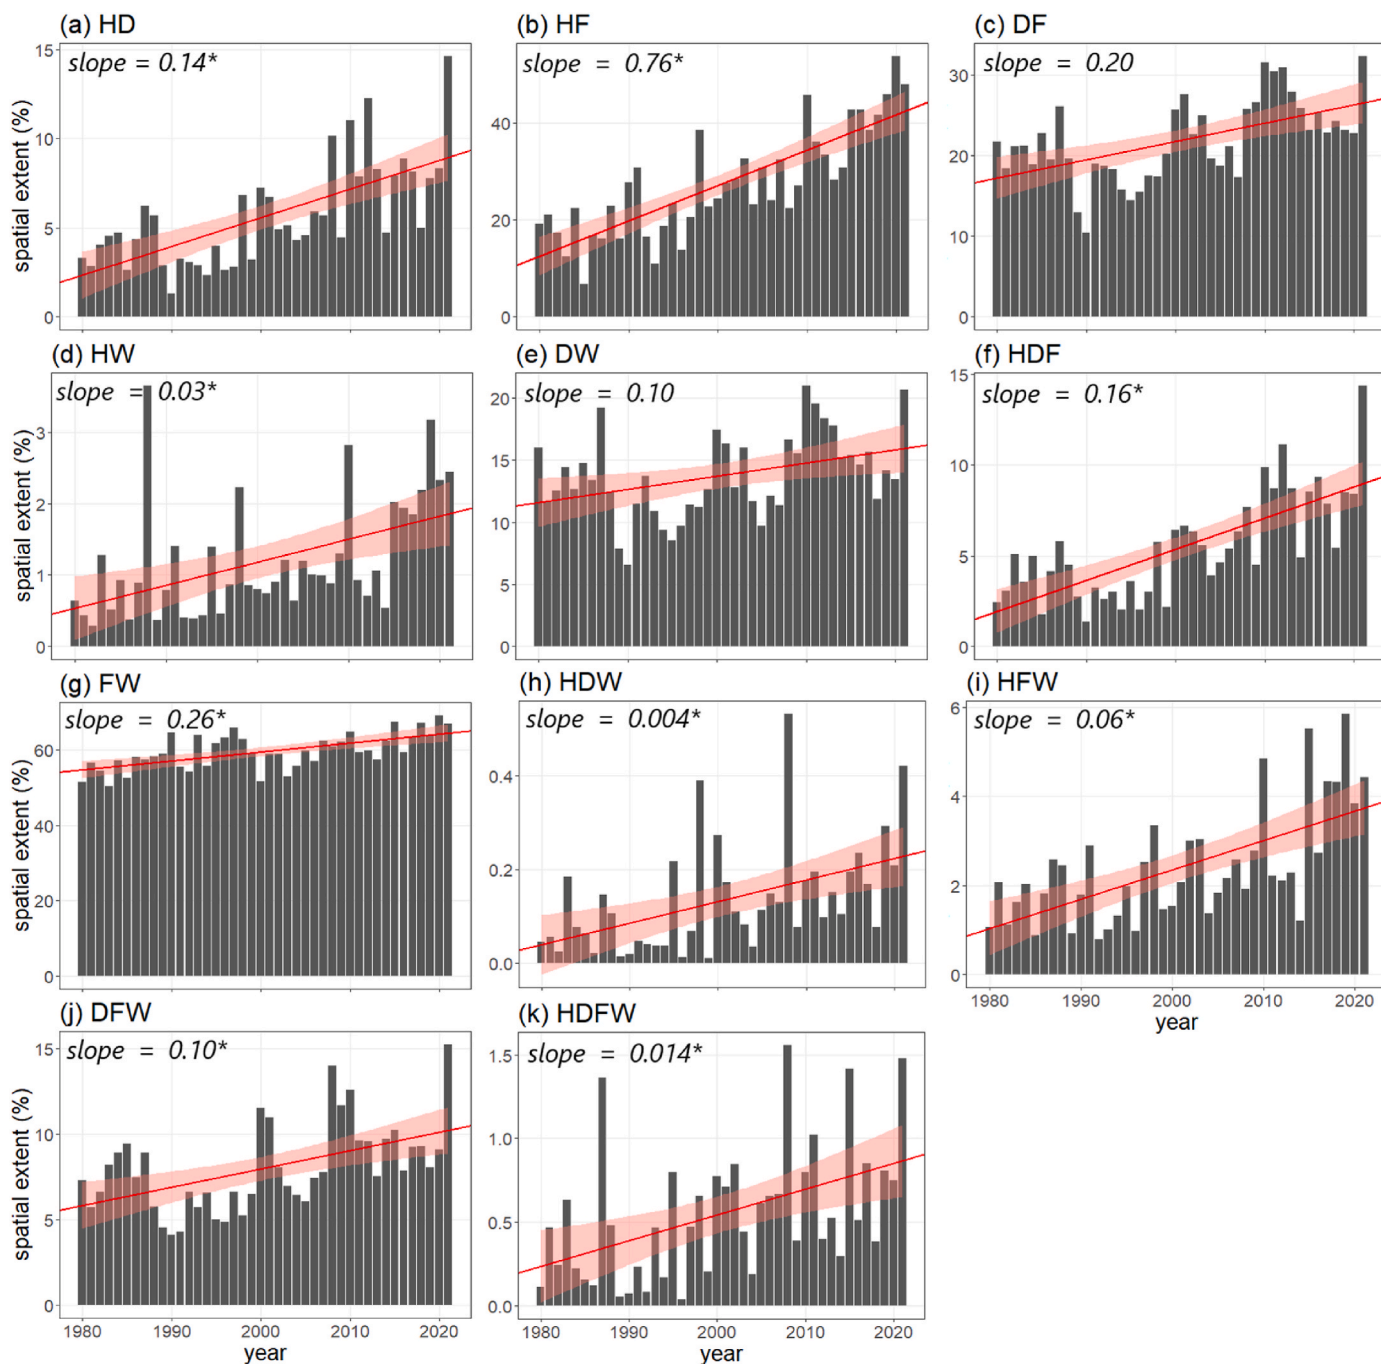 (a) HD
slope = 0.14*
15
10
5
0
spatial extent (%)
(b) HF
slope = 0.76*
40
20
0
(c) DF
slope = 0.20
30
20
10
0
(d) HW
slope = 0.03*
3
2
1
0
spatial extent (%)
(e) DW
slope = 0.10
20
15
10
5
0
(f) HDF
slope = 0.16*
15
10
5
0
(g) FW
slope = 0.26*
60
40
20
0
spatial extent (%)
(h) HDW
slope = 0.004*
0.4
0.2
0.0
(i) HFW
slope = 0.06*
6
4
2
0
1980 1990 2000 2010 2020
year
(j) DFW
slope = 0.10*
15
10
5
0
spatial extent (%)
1980 1990 2000 2010 2020
year
(k) HDFW
slope = 0.014*
1.5
1.0
0.5
0.0
1980 1990 2000 2010 2020
year